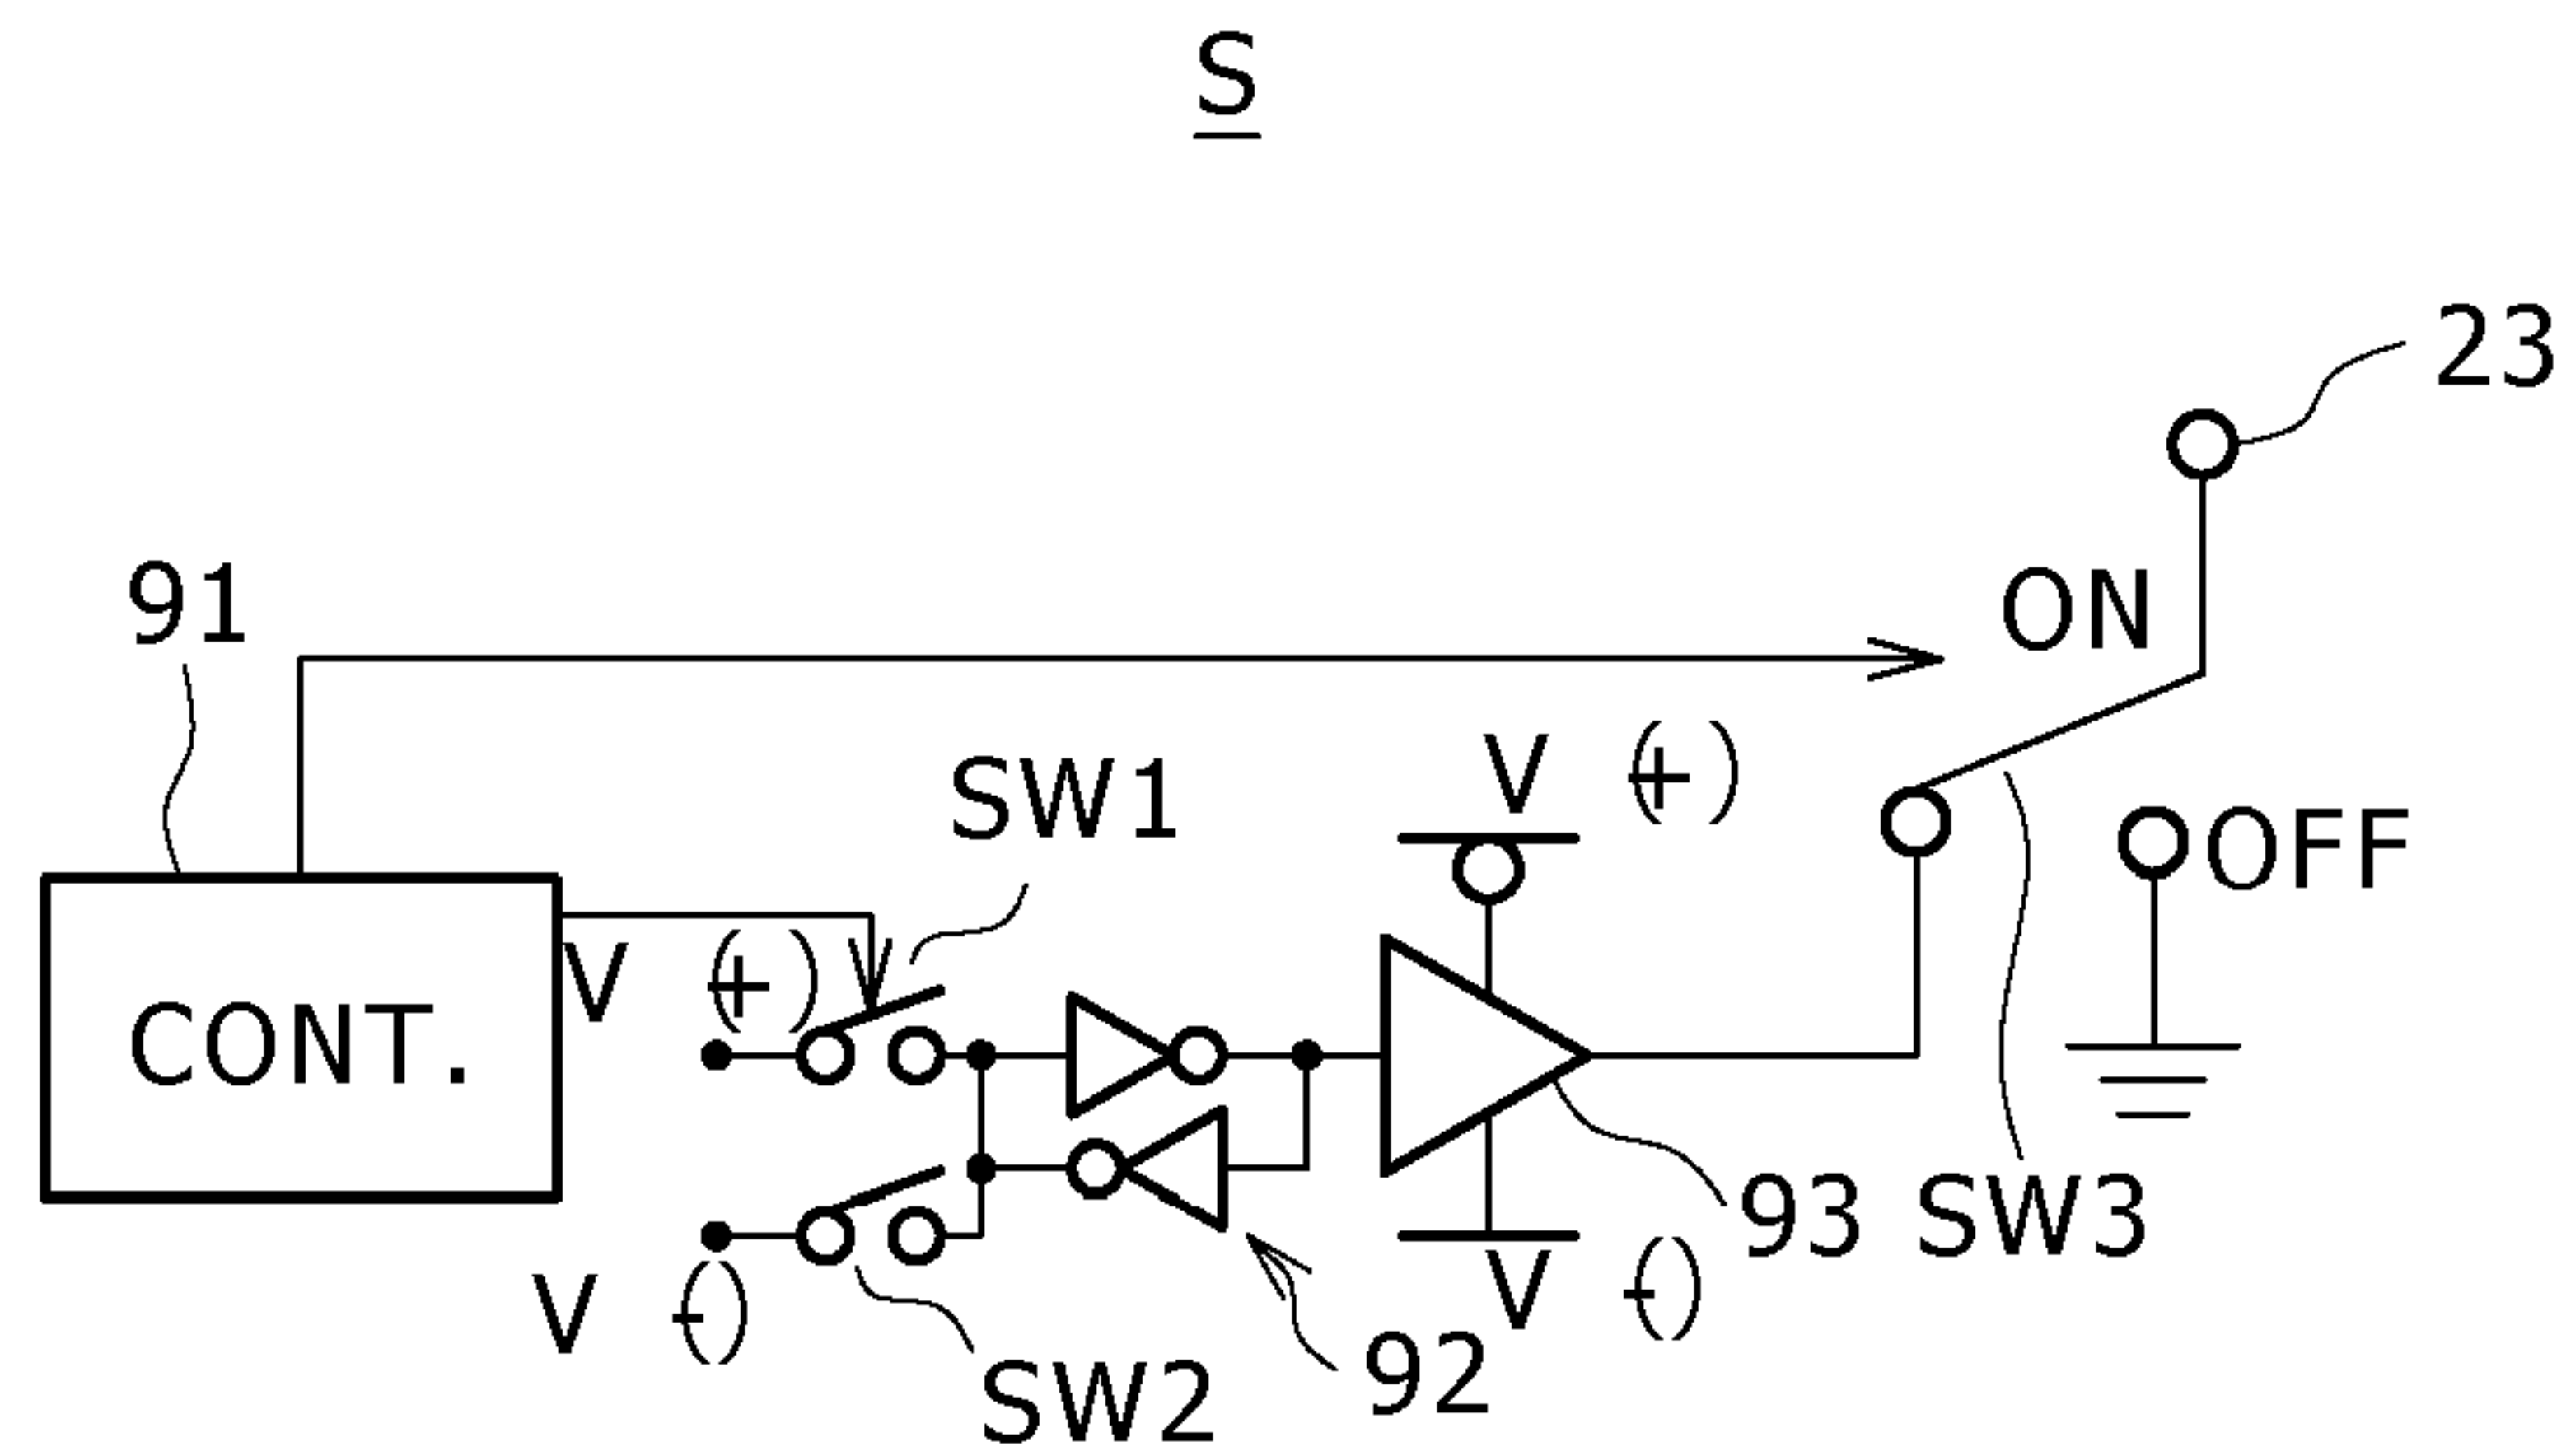 S
23
ON
91
V (+)
SW1
OFF
V (+)
CONT.
93 SW3
V (-)
V (-)
92
SW2